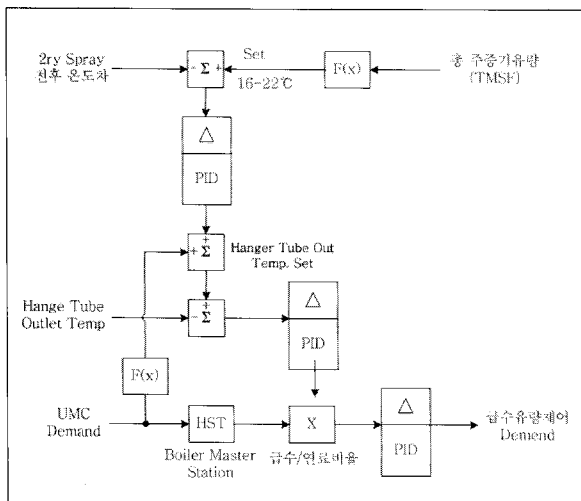 2ry Spray
전후 온도차
- Σ +
Set
16-22℃
F(x)
총 주증기유량
(TMSF)
△
PID
+
+ Σ
Hanger Tube Out
Temp. Set
Hange Tube
Outlet Temp
+
- Σ
△
PID
F(x)
UMC
Demand
HST
Boiler Master
Station
X
급수/연료비율
△
PID
급수유량제어
Demend